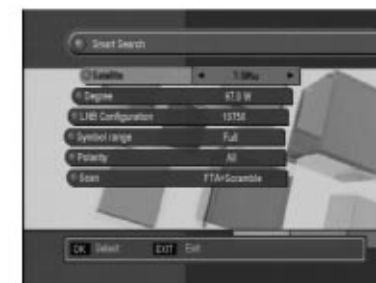 Smart Search
Satellite
Degree 97.0 W
LNB Configuration 10750
Symbol range Full
Polarity All
Scan FTA+Scramble
OK Select EXIT Exit